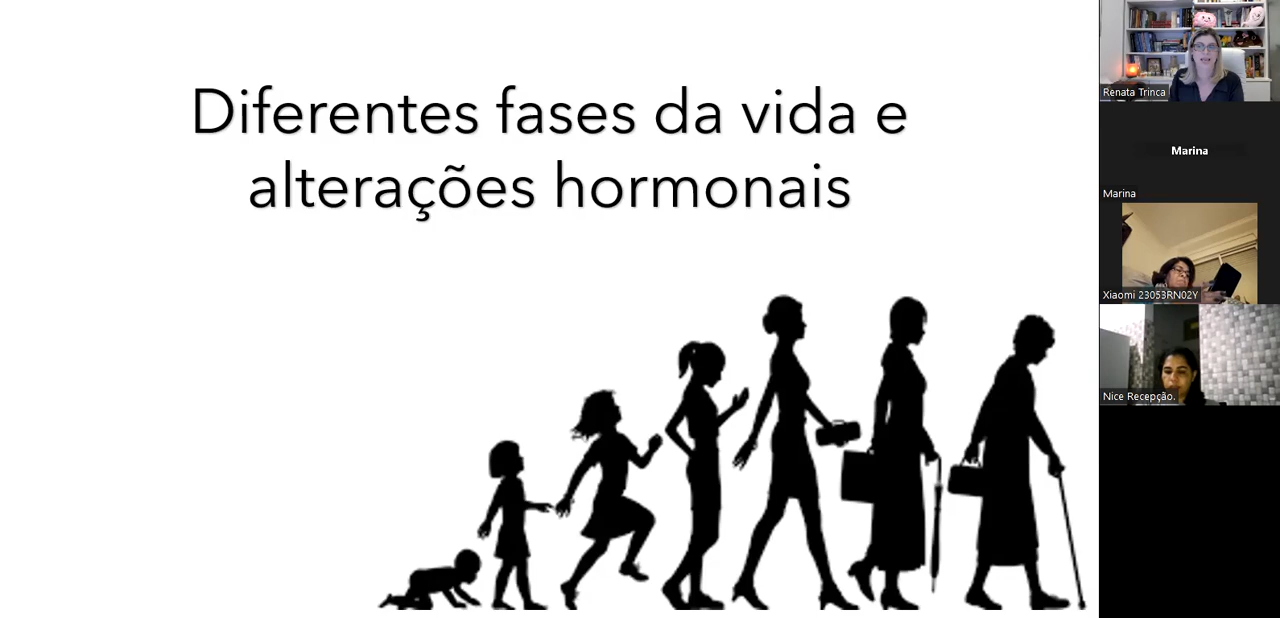 Diferentes fases da vida e
alterações hormonais
Renata Trinca
Marina
Marina
Xiaomi 23053RN02Y
Nice Recepção.